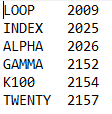 LOOP 2009
INDEX 2025
ALPHA 2026
GAMMA 2152
K100 2154
TWENTY 2157